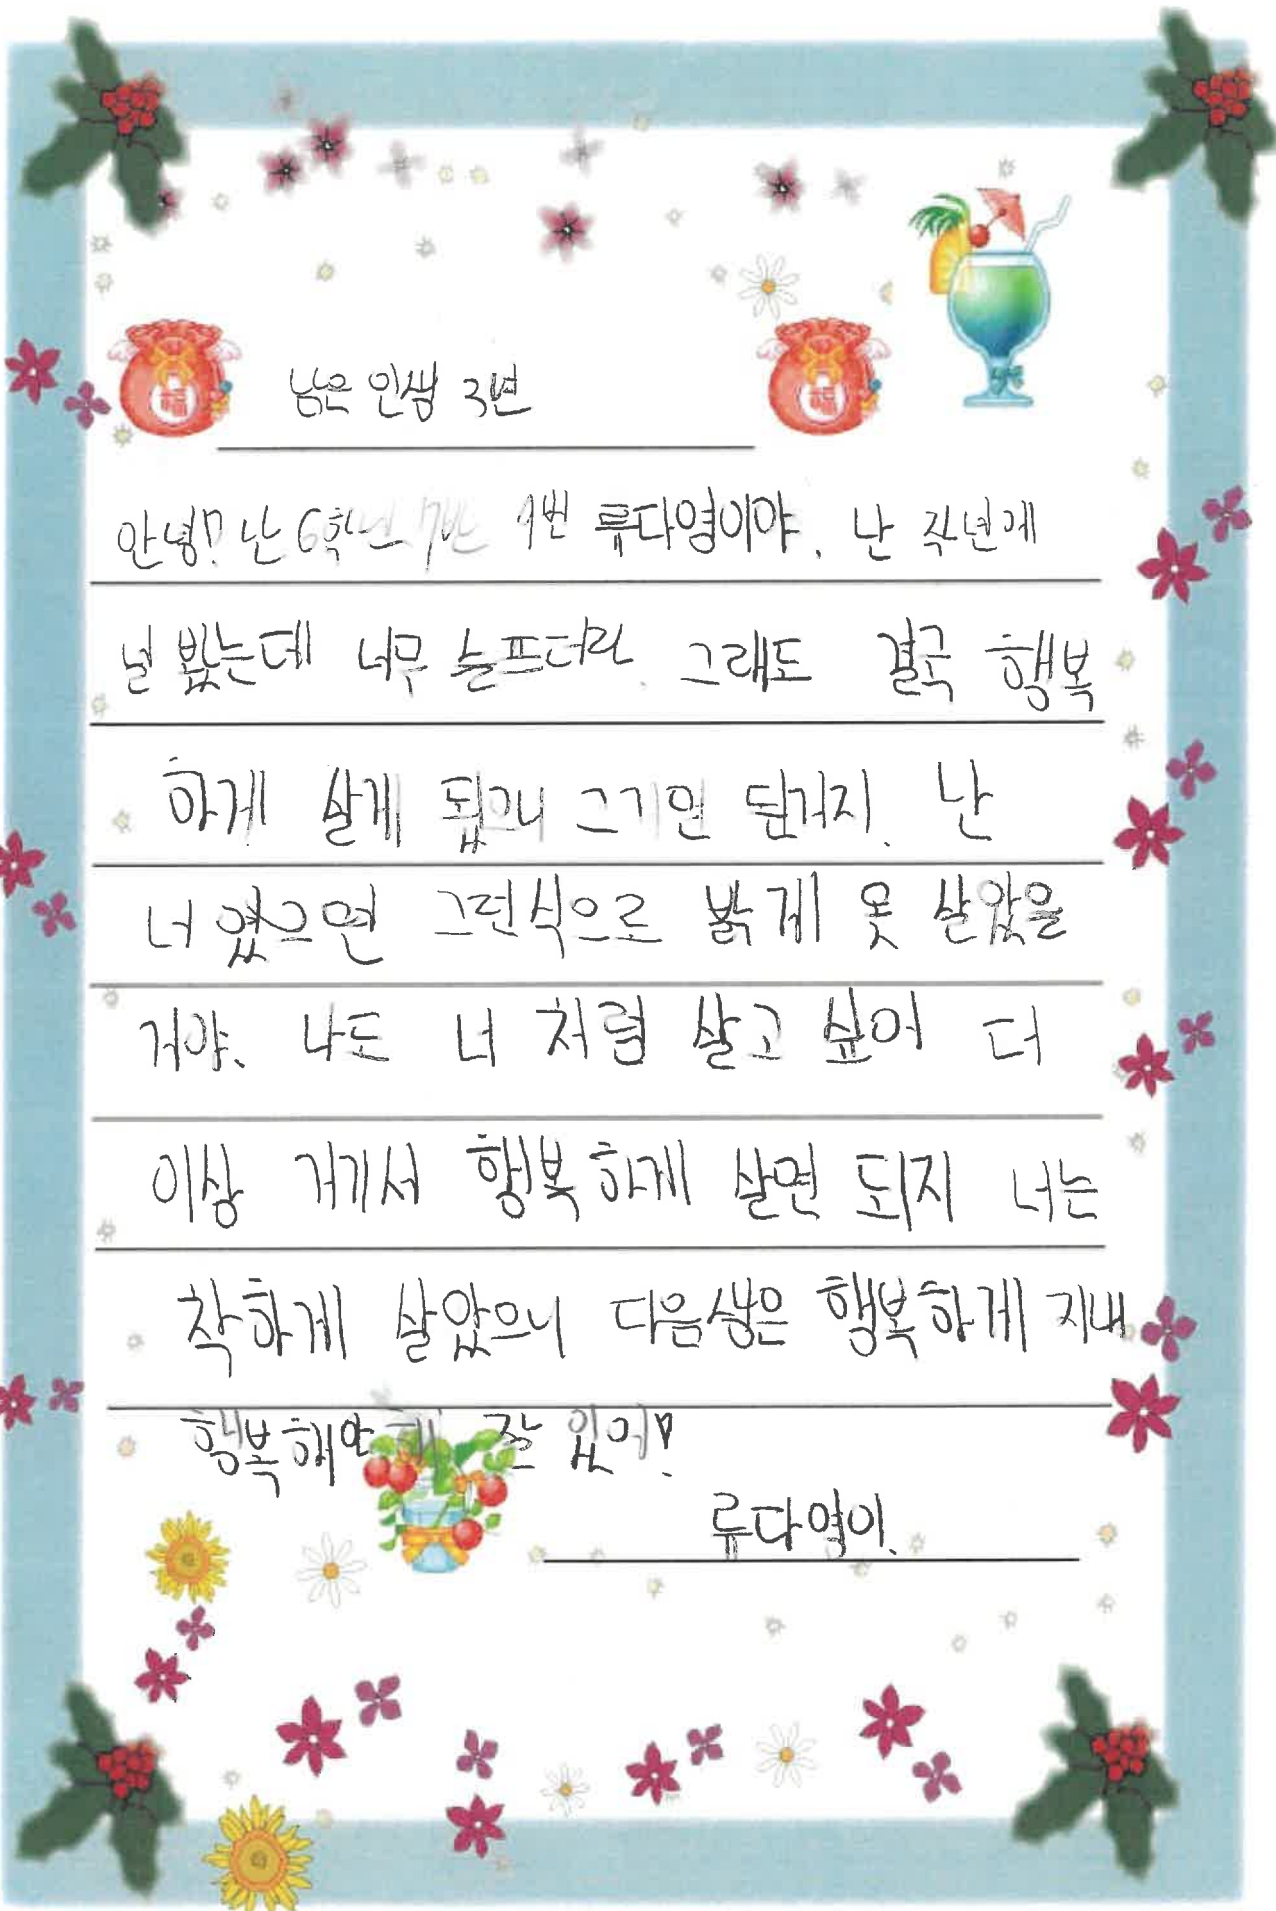 남은 인생 3년
안녕? 난 6학년 7반 9번 류다영이야. 난 작년에
널 봤는데 너무 슬프더라. 그래도 결국 행복
하게 살게 됐으니 그기면 된거지. 난
너였으면 그런식으로 밝게 못 살았을
거야. 나도 너 처럼 살고 싶어 더
이상 거기서 행복하게 살면 되지 너는
착하게 살았으니 다음생은 행복하게 지내
행복해야 해 잘 있어!
류다영이.